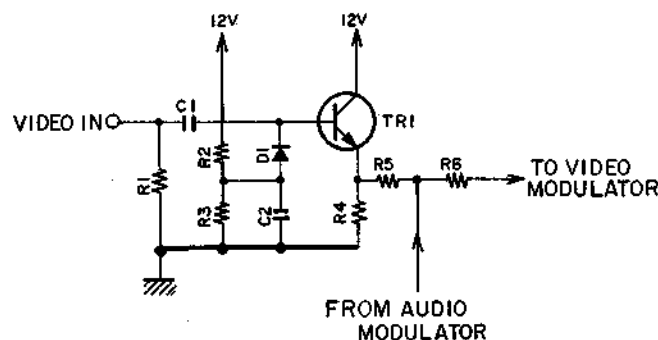 12V
12V
C1
VIDEO IN
TR1
R2
D1
R5
R6
TO VIDEO
MODULATOR
R1
R3
C2
R4
FROM AUDIO
MODULATOR